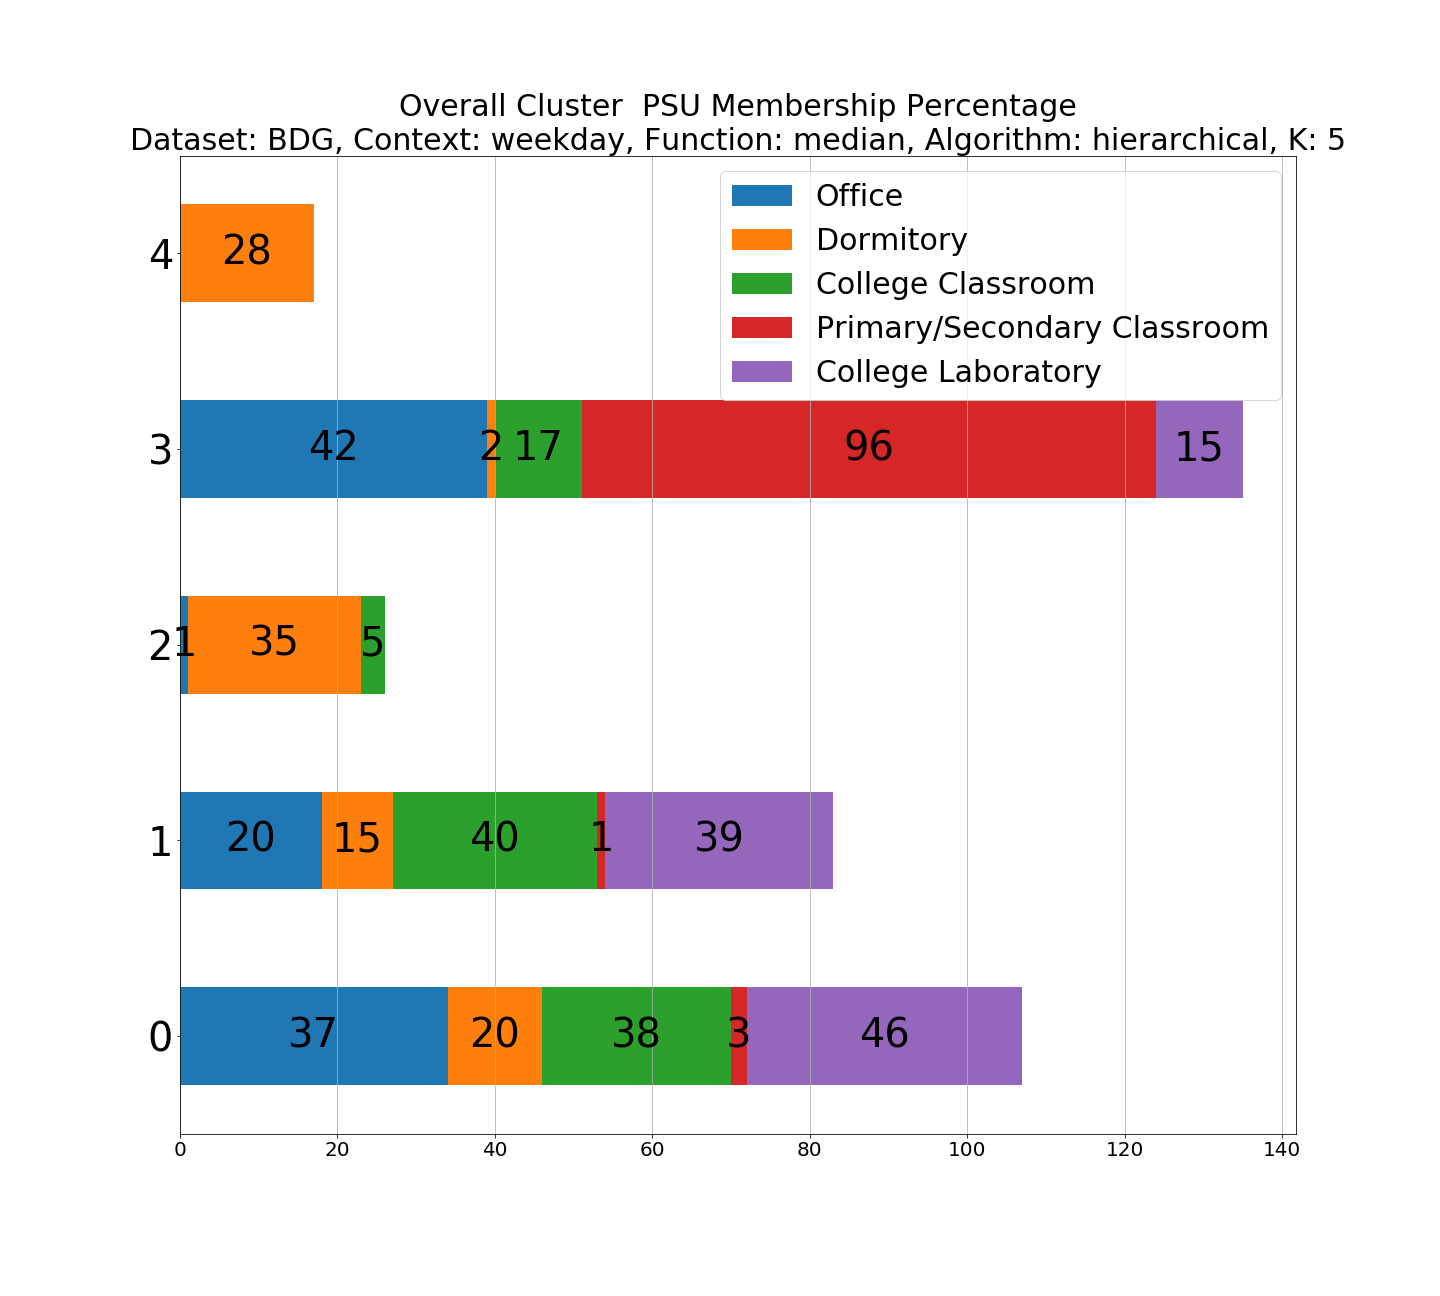 Overall Cluster  PSU Membership Percentage
Dataset: BDG, Context: weekday, Function: median, Algorithm: hierarchical, K: 5
Office
Dormitory
College Classroom
Primary/Secondary Classroom
College Laboratory
4 28
3 42 2 17 96 15
2 1 35 5
1 20 15 40 1 39
0 37 20 38 3 46
0 20 40 60 80 100 120 140